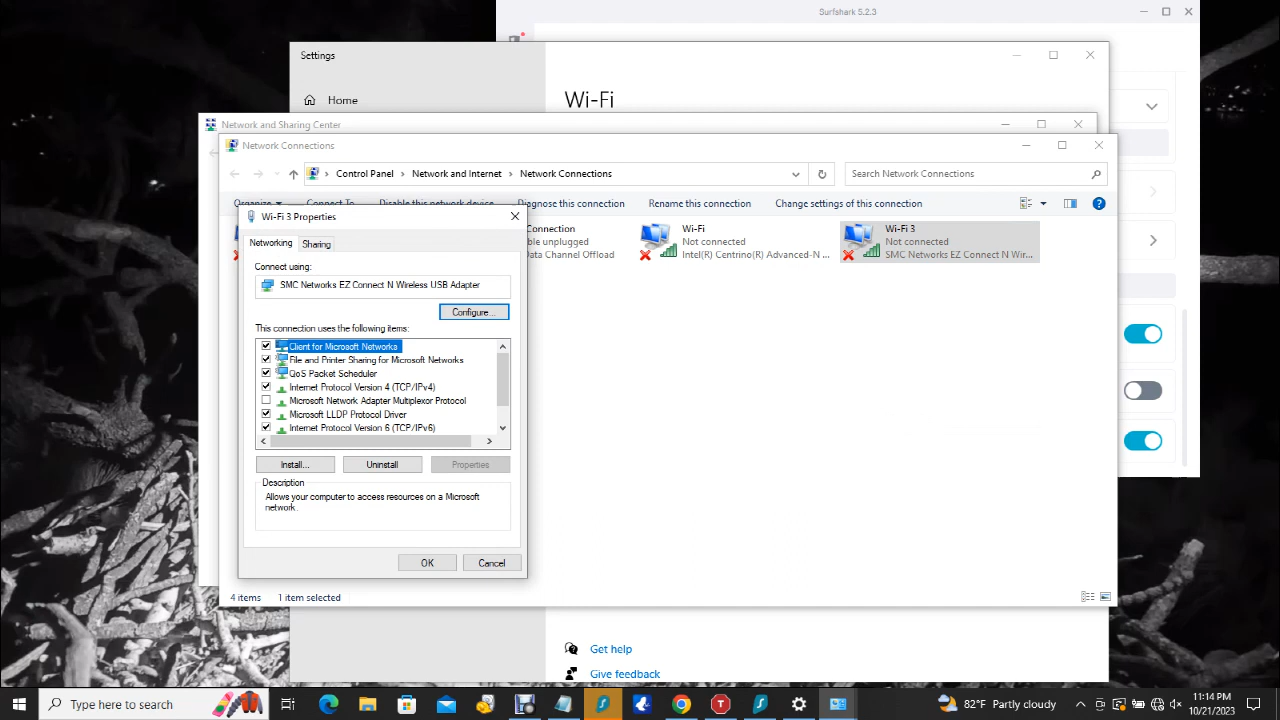 Surfshark 5.2.3
Settings
Home
Wi-Fi
Network and Sharing Center
Network Connections
Control Panel > Network and Internet > Network Connections
Search Network Connections
Organize Connect To Disable this network device Diagnose this connection Rename this connection Change settings of this connection
Wi-Fi 3 Properties
Networking Sharing
Connect using:
SMC Networks EZ Connect N Wireless USB Adapter
Configure...
This connection uses the following items:
Client for Microsoft Networks
File and Printer Sharing for Microsoft Networks
QoS Packet Scheduler
Internet Protocol Version 4 (TCP/IPv4)
Microsoft Network Adapter Multiplexor Protocol
Microsoft LLDP Protocol Driver
Internet Protocol Version 6 (TCP/IPv6)
Install... Uninstall Properties
Description
Allows your computer to access resources on a Microsoft
network.
OK Cancel
Connection
unplugged
Data Channel Offload
Wi-Fi
Not connected
Intel(R) Centrino(R) Advanced-N ...
Wi-Fi 3
Not connected
SMC Networks EZ Connect N Wir...
4 items 1 item selected
Get help
Give feedback
Type here to search
82°F Partly cloudy
11:14 PM
10/21/2023